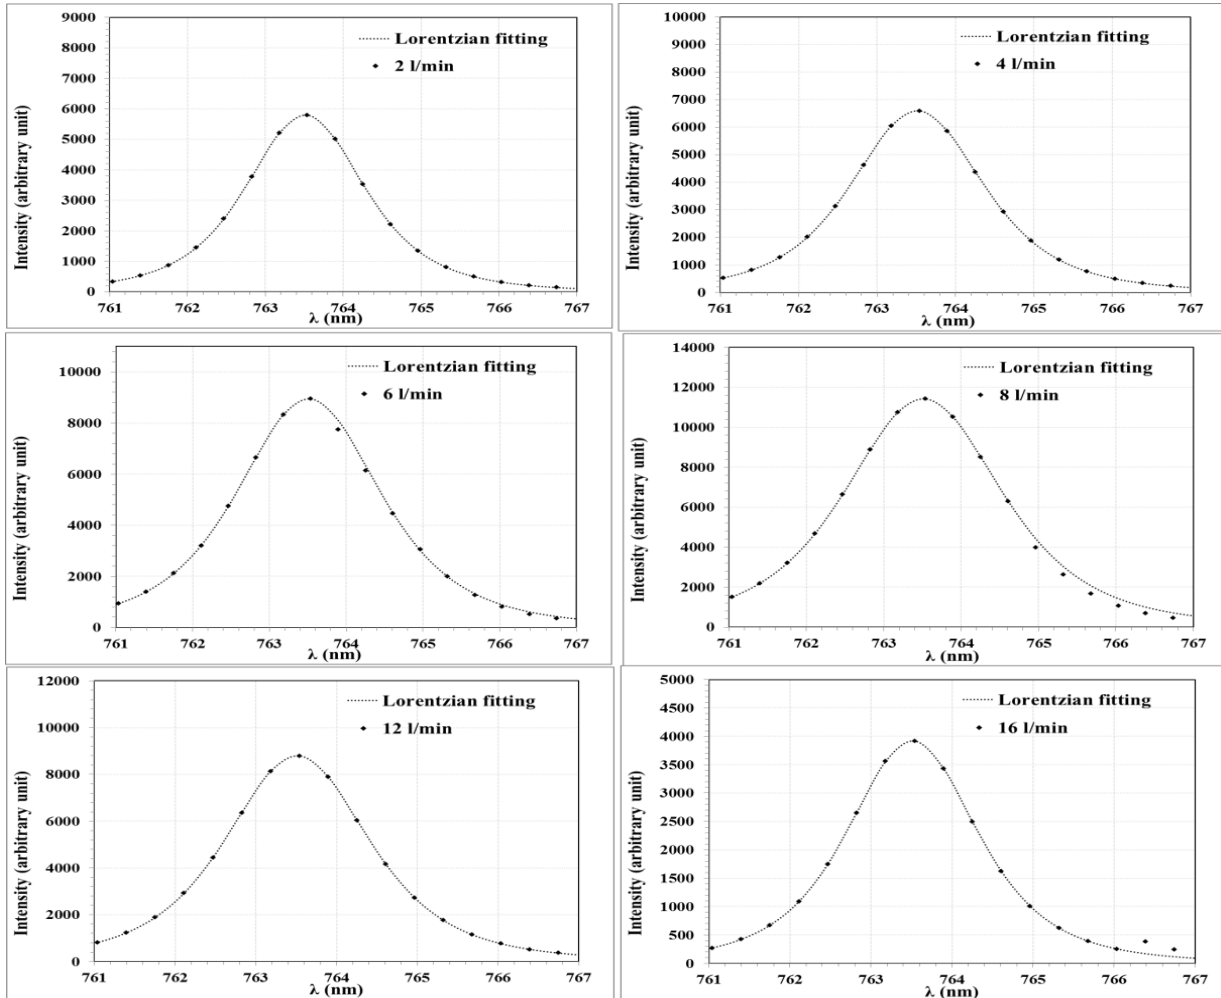 9000
8000
7000
6000
5000
4000
3000
2000
1000
0
Intensity (arbitrary unit)
Lorentzian fitting
2 l/min
761 762 763 764 765 766 767
λ (nm)
10000
9000
8000
7000
6000
5000
4000
3000
2000
1000
0
Intensity (arbitrary unit)
Lorentzian fitting
4 l/min
761 762 763 764 765 766 767
λ (nm)
10000
8000
6000
4000
2000
0
Intensity (arbitrary unit)
Lorentzian fitting
6 l/min
761 762 763 764 765 766 767
λ (nm)
14000
12000
10000
8000
6000
4000
2000
0
Intensity (arbitrary unit)
Lorentzian fitting
8 l/min
761 762 763 764 765 766 767
λ (nm)
12000
10000
8000
6000
4000
2000
0
Intensity (arbitrary unit)
Lorentzian fitting
12 l/min
761 762 763 764 765 766 767
λ (nm)
5000
4500
4000
3500
3000
2500
2000
1500
1000
500
0
Intensity (arbitrary unit)
Lorentzian fitting
16 l/min
761 762 763 764 765 766 767
λ (nm)